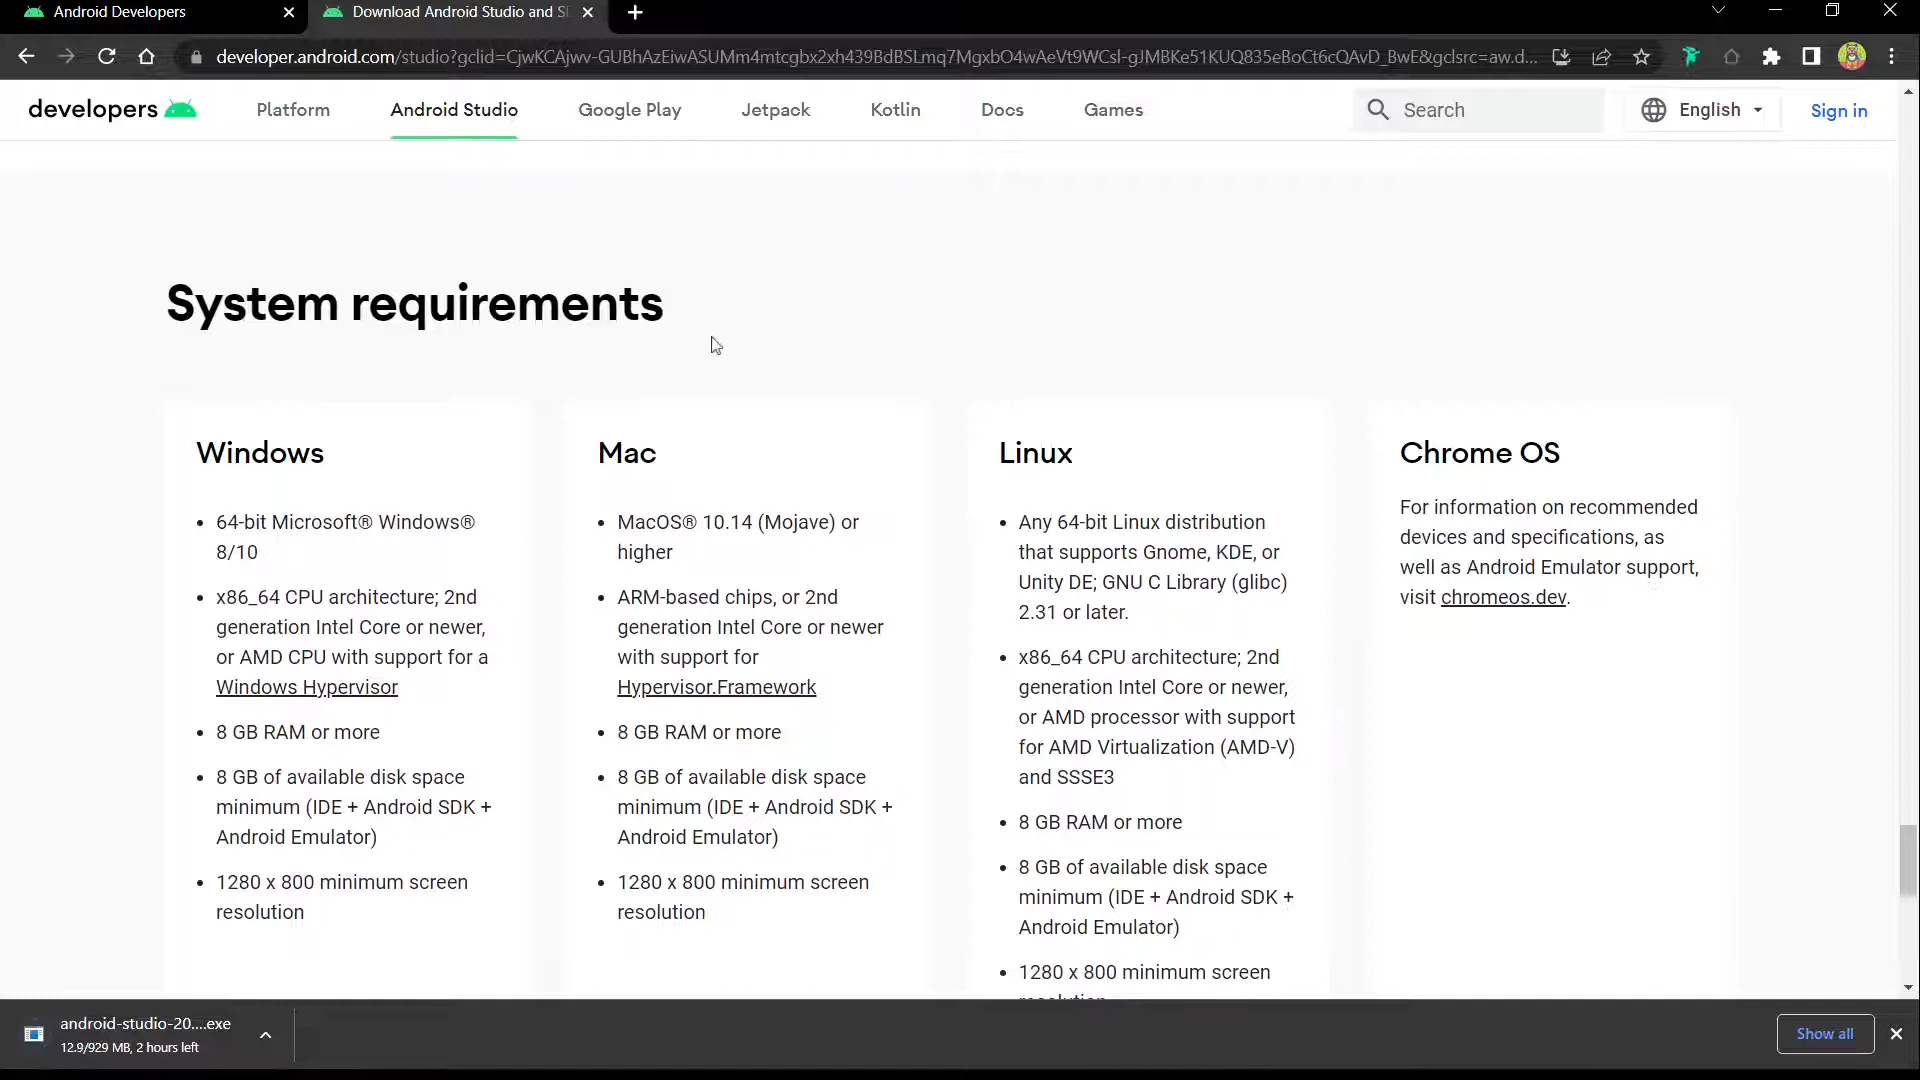 Android Developers
Download Android Studio and S
developer.android.com/studio?gclid=CjwKCAjwv-GUBhAzEiwASUMm4mtcgbx2xh439BdBSLmq7MgxbO4wAeVt9WCsl-gJMBKe51KUQ835eBoCt6cQAvD_BwE&gclsrc=aw.d...
developers
Platform
Android Studio
Google Play
Jetpack
Kotlin
Docs
Games
Search
English
Sign in
System requirements
Windows
• 64-bit Microsoft® Windows®
8/10
• x86_64 CPU architecture; 2nd
generation Intel Core or newer,
or AMD CPU with support for a
Windows Hypervisor
• 8 GB RAM or more
• 8 GB of available disk space
minimum (IDE + Android SDK +
Android Emulator)
• 1280 x 800 minimum screen
resolution
Mac
• MacOS® 10.14 (Mojave) or
higher
• ARM-based chips, or 2nd
generation Intel Core or newer
with support for
Hypervisor.Framework
• 8 GB RAM or more
• 8 GB of available disk space
minimum (IDE + Android SDK +
Android Emulator)
• 1280 x 800 minimum screen
resolution
Linux
• Any 64-bit Linux distribution
that supports Gnome, KDE, or
Unity DE; GNU C Library (glibc)
2.31 or later.
• x86_64 CPU architecture; 2nd
generation Intel Core or newer,
or AMD processor with support
for AMD Virtualization (AMD-V)
and SSSE3
• 8 GB RAM or more
• 8 GB of available disk space
minimum (IDE + Android SDK +
Android Emulator)
• 1280 x 800 minimum screen
Chrome OS
For information on recommended
devices and specifications, as
well as Android Emulator support,
visit chromeos.dev.
android-studio-20....exe
12.9/929 MB, 2 hours left
Show all